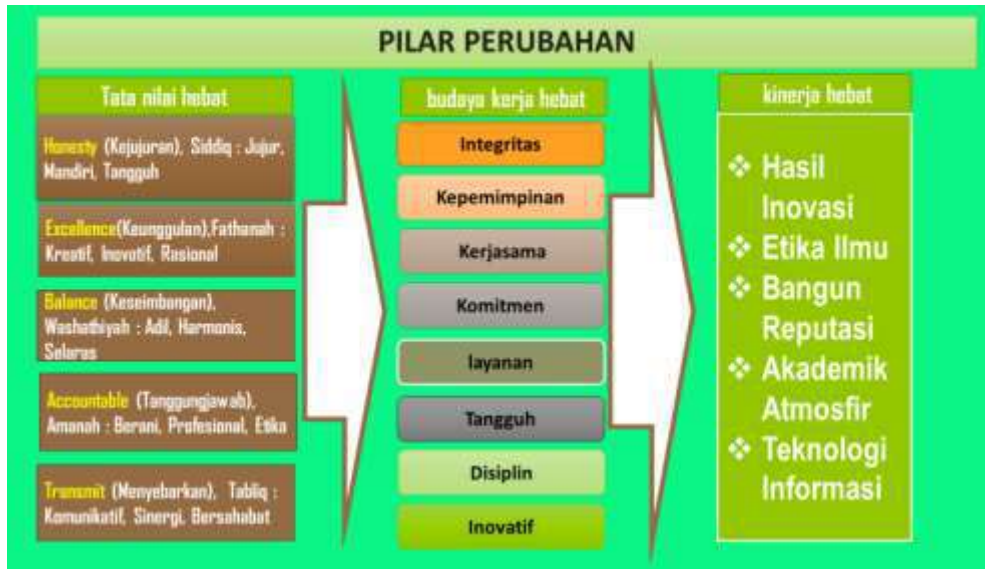 PILAR PERUBAHAN
Tata nilai hebat
Honesty (Kejujuran), Siddiq : Jujur,
Mandiri, Tangguh
Excellence(Keunggulan),Fathanah :
Kreatif, Inovatif, Rasional
Balance (Keseimbangan),
Washathiyah : Adil, Harmonis,
Selaras
Accountable (Tanggungjawab),
Amanah : Berani, Profesional, Etika
Transmit (Menyebarkan), Tabliq :
Komunikatif, Sinergi, Bersahabat
budaya kerja hebat
Integritas
Kepemimpinan
Kerjasama
Komitmen
layanan
Tangguh
Disiplin
Inovatif
kinerja hebat
❖ Hasil
Inovasi
❖ Etika Ilmu
❖ Bangun
Reputasi
❖ Akademik
Atmosfir
❖ Teknologi
Informasi